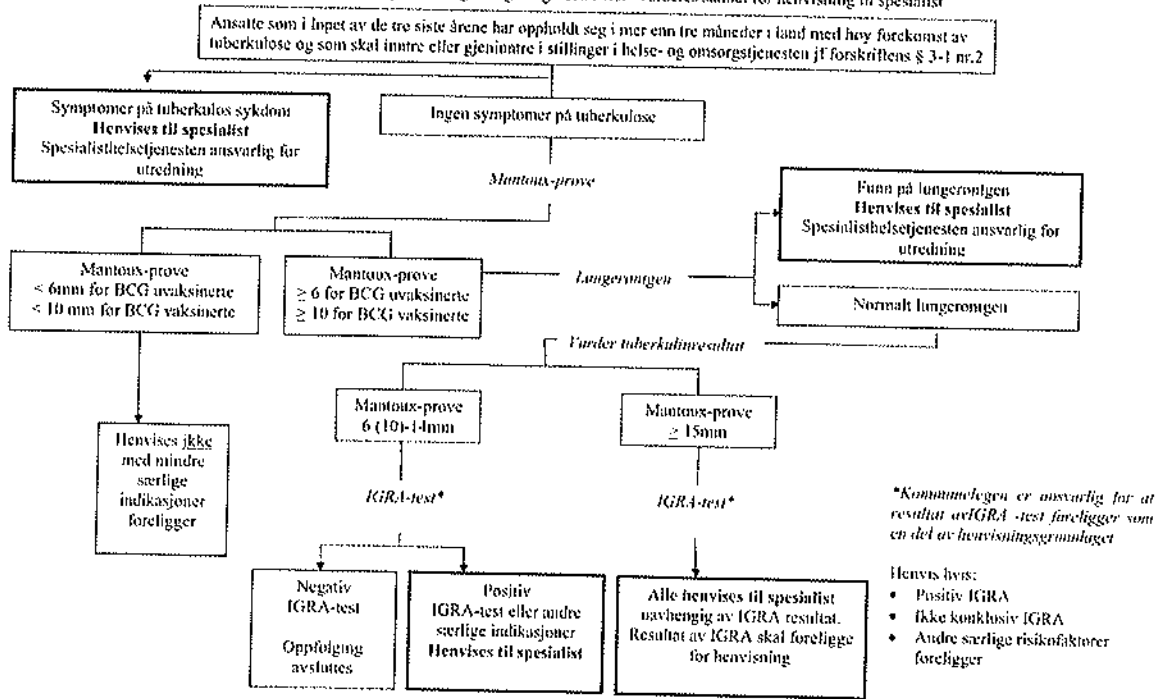 for henvisning til spesialist
Ansatte som i løpet av de tre siste årene har oppholdt seg i mer enn tre måneder i land med høy forekomst av
tuberkulose og som skal inntre eller gjeninntre i stillinger i helse- og omsorgstjenesten jf forskriftens § 3-1 nr.2
Symptomer på tuberkuløs sykdom
Henvises til spesialist
Spesialisthelsetjenesten ansvarlig for
utredning
Ingen symptomer på tuberkulose
Mantoux-prøve
Funn på lungerøntgen
Henvises til spesialist
Spesialisthelsetjenesten ansvarlig for
utredning
Mantoux-prøve
< 6mm for BCG uvaksinerte
< 10 mm for BCG vaksinerte
Mantoux-prøve
≥ 6 for BCG uvaksinerte
≥ 10 for BCG vaksinerte
Lungerøntgen
Normalt lungerøntgen
Vurder tuberkulinresultat
Mantoux-prøve
6 (10)-14mm
Mantoux-prøve
≥ 15mm
Henvises ikke
med mindre
særlige
indikasjoner
foreligger
IGRA-test*
IGRA-test*
*Kommunelegen er ansvarlig for at
resultat avIGRA -test foreligger som
en del av henvisningsgrunnlaget
Negativ
IGRA-test
Oppfølging
avsluttes
Positiv
IGRA-test eller andre
særlige indikasjoner
Henvises til spesialist
Alle henvises til spesialist
uavhengig av IGRA resultat.
Resultat av IGRA skal foreligge
før henvisning
Henvis hvis:
• Positiv IGRA
• Ikke konklusiv IGRA
• Andre særlige risikofaktorer
foreligger